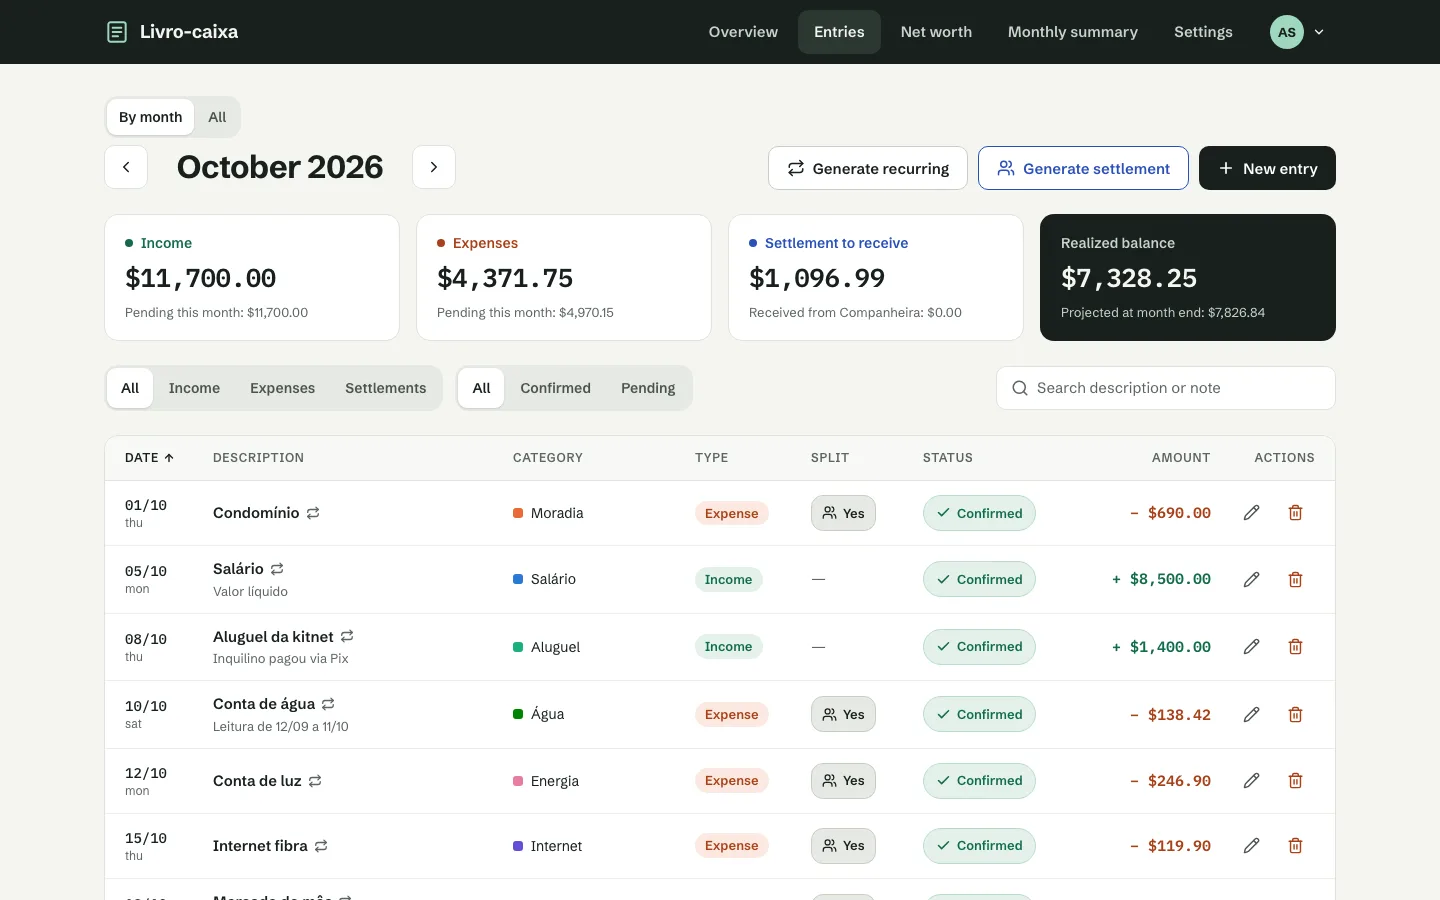 Livro-caixa
Overview
Entries
Net worth
Monthly summary
Settings
AS
By month
All
October 2026
Generate recurring
Generate settlement
New entry
Income
$11,700.00
Pending this month: $11,700.00
Expenses
$4,371.75
Pending this month: $4,970.15
Settlement to receive
$1,096.99
Received from Companheira: $0.00
Realized balance
$7,328.25
Projected at month end: $7,826.84
All
Income
Expenses
Settlements
All
Confirmed
Pending
Search description or note
DATE ↑ DESCRIPTION CATEGORY TYPE SPLIT STATUS AMOUNT ACTIONS
01/10 thu Condomínio Moradia Expense Yes Confirmed − $690.00
05/10 mon Salário Valor líquido Salário Income — Confirmed + $8,500.00
08/10 thu Aluguel da kitnet Inquilino pagou via Pix Aluguel Income — Confirmed + $1,400.00
10/10 sat Conta de água Leitura de 12/09 a 11/10 Água Expense Yes Confirmed − $138.42
12/10 mon Conta de luz Energia Expense Yes Confirmed − $246.90
15/10 thu Internet fibra Internet Expense Yes Confirmed − $119.90